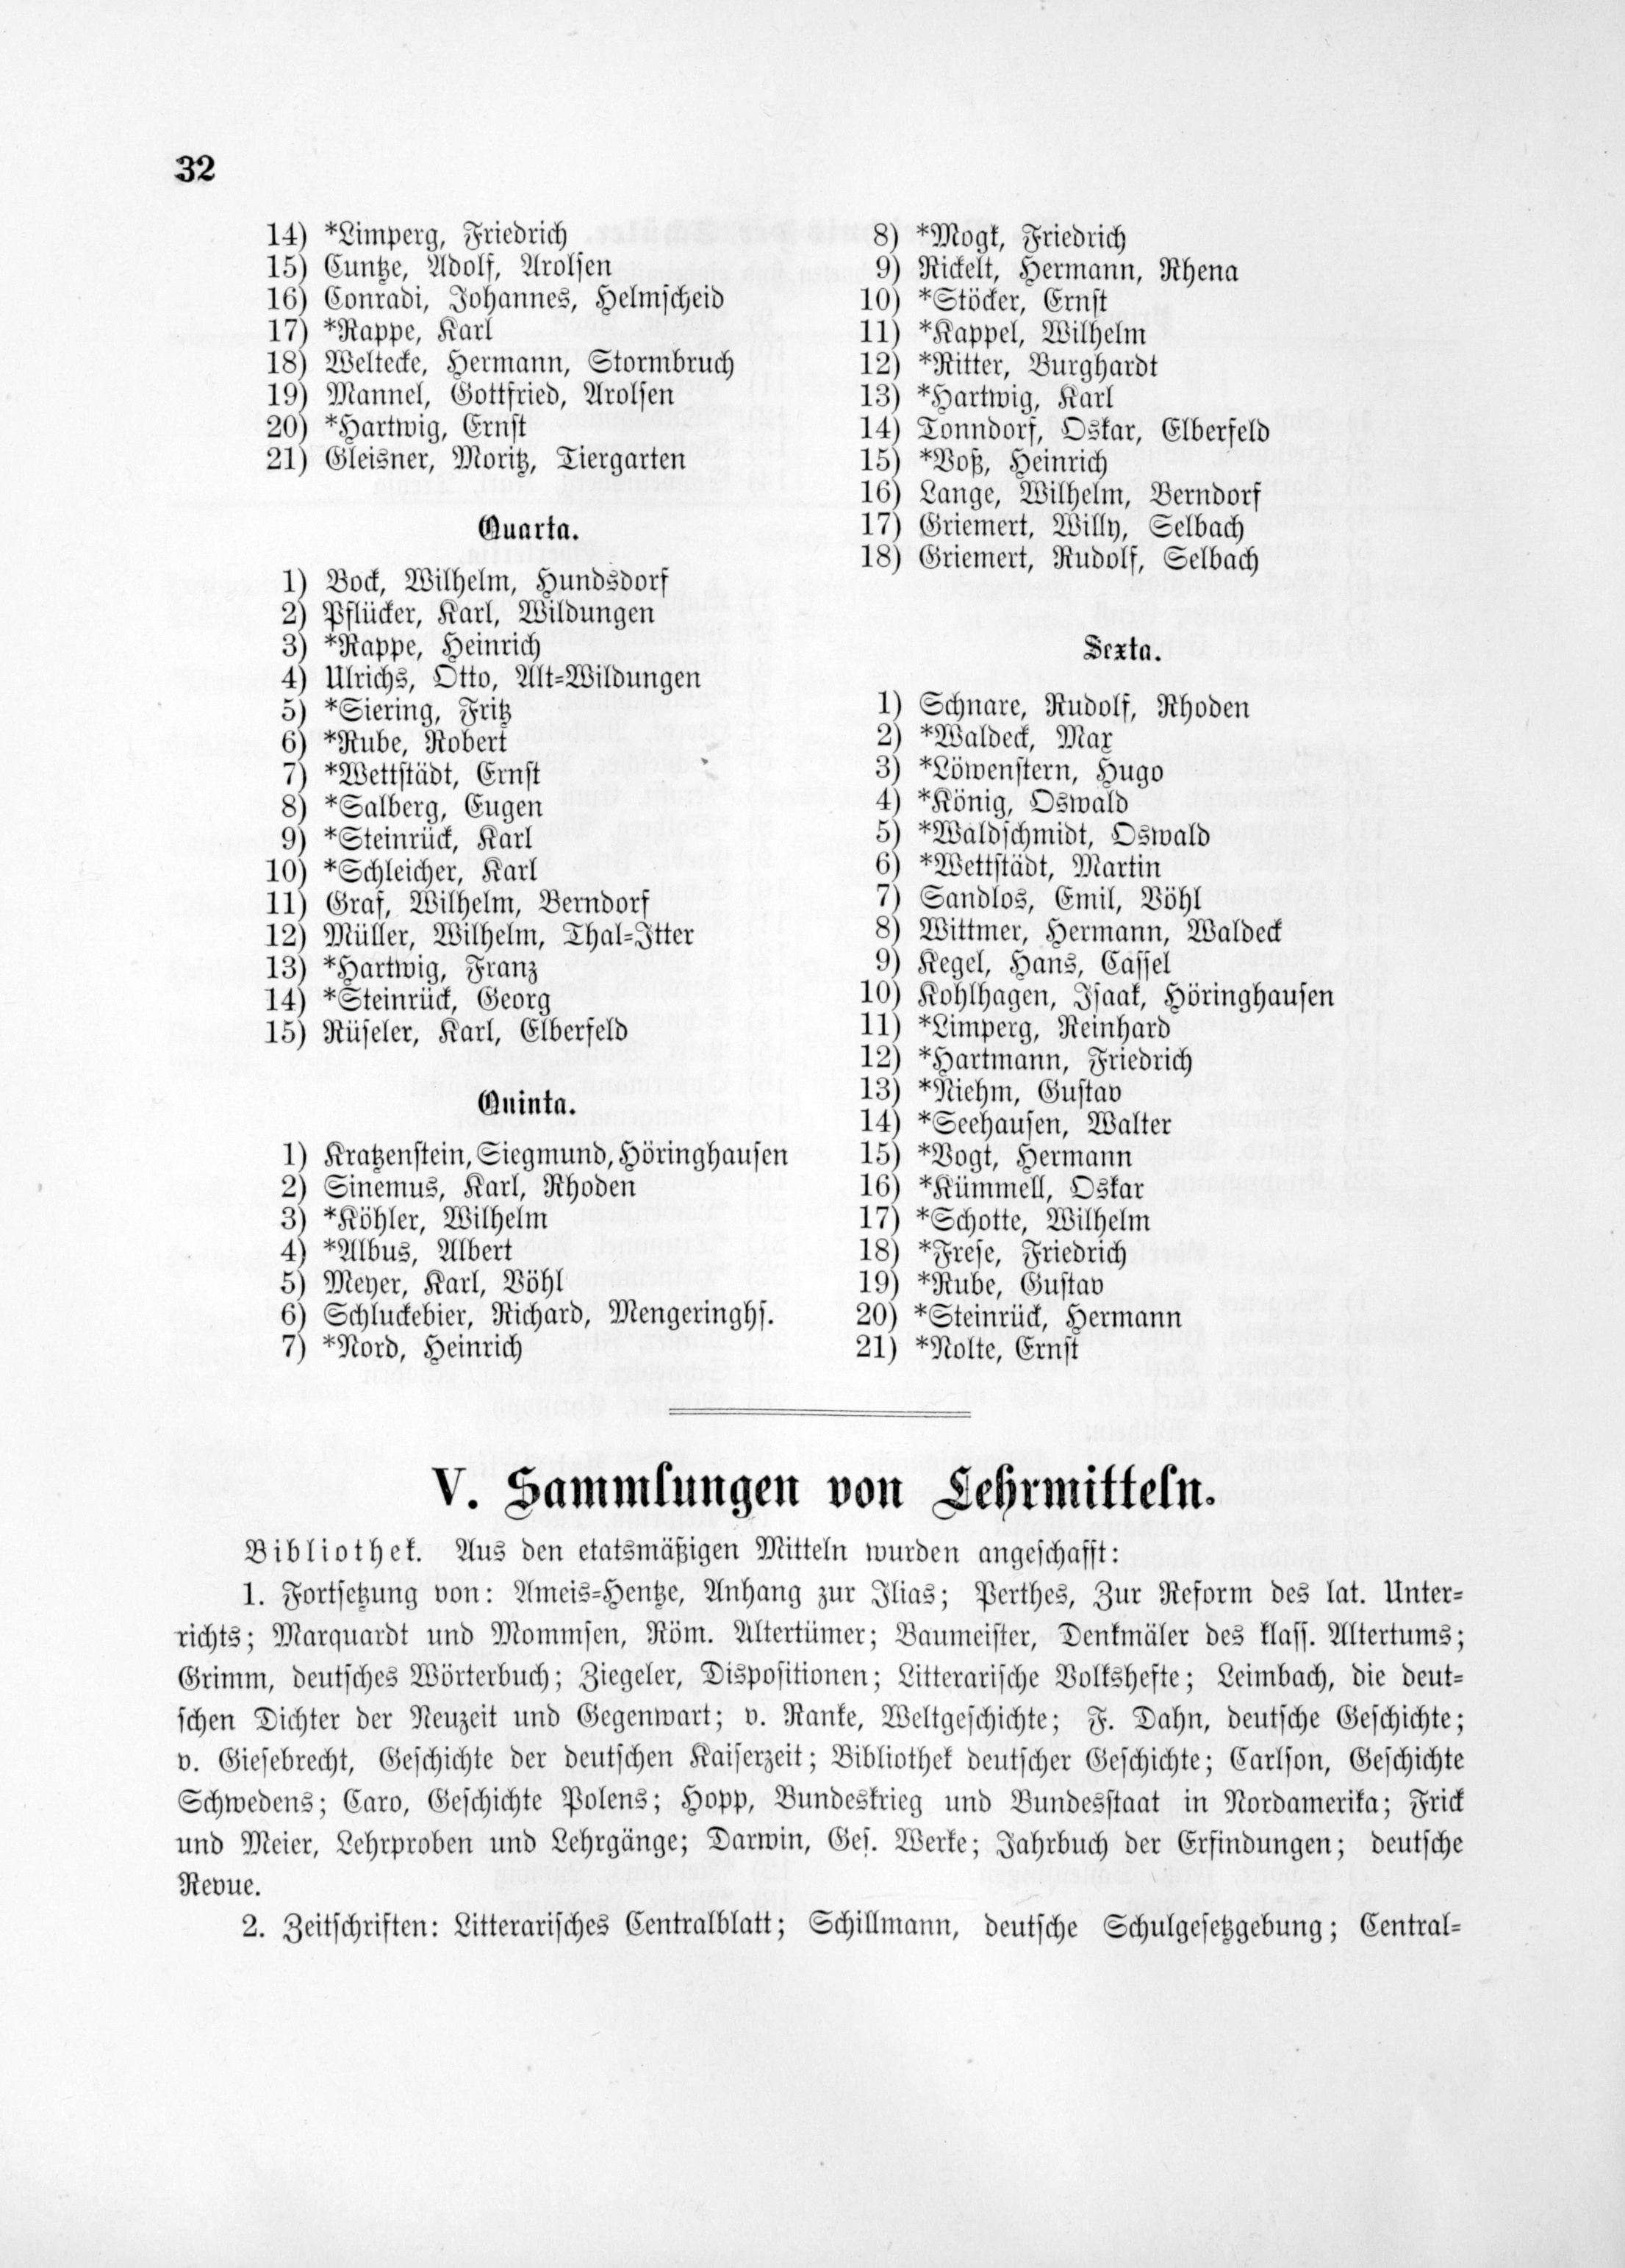 32
14) *Limperg, Friedrich
15) Cuntze, Adolf, Arolsen
16) Conradi, Johannes, Helmscheid
17) *Rappe, Karl
18) Weltecke, Hermann, Stormbruch
19) Mannel, Gottfried, Arolsen
20) *Hartwig, Ernst
21) Gleisner, Moritz, Tiergarten
Quarta.
1) Bock, Wilhelm, Hundsdorf
2) Pflücker, Karl, Wildungen
3) *Rappe, Heinrich
4) Ulrichs, Otto, Alt-Wildungen
5) *Siering, Fritz
6) *Rube, Robert
7) *Wettstädt, Ernst
8) *Salberg, Eugen
9) *Steinrück, Karl
10) *Schleicher, Karl
11) Graf, Wilhelm, Berndorf
12) Müller, Wilhelm, Thal-Itter
13) *Hartwig, Franz
14) *Steinrück, Georg
15) Rüseler, Karl, Elberfeld
Quinta.
1) Kratzenstein, Siegmund, Höringhausen
2) Sinemus, Karl, Rhoden
3) *Köhler, Wilhelm
4) *Albus, Albert
5) Meyer, Karl, Vöhl
6) Schluckebier, Richard, Mengeringhs.
7) *Nord, Heinrich
8) *Mogk, Friedrich
9) Rickelt, Hermann, Rhena
10) *Stöcker, Ernst
11) *Kappel, Wilhelm
12) *Ritter, Burghardt
13) *Hartwig, Karl
14) Tonndorf, Oskar, Elberfeld
15) *Voß, Heinrich
16) Lange, Wilhelm, Berndorf
17) Griemert, Willy, Selbach
18) Griemert, Rudolf, Selbach
Sexta.
1) Schnare, Rudolf, Rhoden
2) *Waldeck, Max
3) *Löwenstern, Hugo
4) *König, Oswald
5) *Waldschmidt, Oswald
6) *Wettstädt, Martin
7) Sandlos, Emil, Vöhl
8) Wittmer, Hermann, Waldeck
9) Kegel, Hans, Cassel
10) Kohlhagen, Isaak, Höringhausen
11) *Limperg, Reinhard
12) *Hartmann, Friedrich
13) *Niehm, Gustav
14) *Seehausen, Walter
15) *Vogt, Hermann
16) *Kümmell, Oskar
17) *Schotte, Wilhelm
18) *Frese, Friedrich
19) *Rube, Gustav
20) *Steinrück, Hermann
21) *Nolte, Ernst
V. Sammlungen von Lehrmitteln.
Bibliothek. Aus den etatsmäßigen Mitteln wurden angeschafft:
1. Fortsetzung von: Ameis-Hentze, Anhang zur Ilias; Perthes, Zur Reform des lat. Unter-
richts; Marquardt und Mommsen, Röm. Altertümer; Baumeister, Denkmäler des klass. Altertums;
Grimm, deutsches Wörterbuch; Ziegeler, Dispositionen; Litterarische Volkshefte; Leimbach, die deut-
schen Dichter der Neuzeit und Gegenwart; v. Ranke, Weltgeschichte; F. Dahn, deutsche Geschichte;
v. Giesebrecht, Geschichte der deutschen Kaiserzeit; Bibliothek deutscher Geschichte; Carlson, Geschichte
Schwedens; Caro, Geschichte Polens; Hopp, Bundeskrieg und Bundesstaat in Nordamerika; Frick
und Meier, Lehrproben und Lehrgänge; Darwin, Ges. Werke; Jahrbuch der Erfindungen; deutsche
Revue.
2. Zeitschriften: Litterarisches Centralblatt; Schillmann, deutsche Schulgesetzgebung; Central-